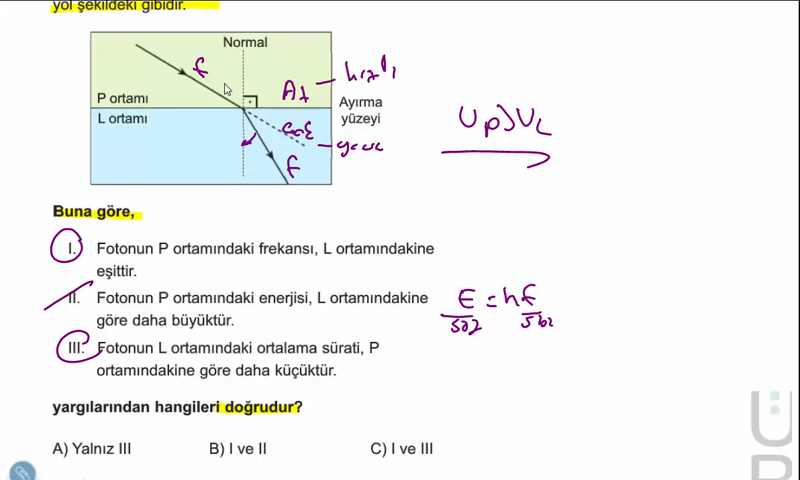 yol şekildeki gibidir.
Normal
f
Az
hızlı
P ortamı
L ortamı
Ayırma
yüzeyi
çok
yavaş
f
Buna göre,
I. Fotonun P ortamındaki frekansı, L ortamındakine
eşittir.
II. Fotonun P ortamındaki enerjisi, L ortamındakine
göre daha büyüktür.
E = hf
III. Fotonun L ortamındaki ortalama sürati, P
ortamındakine göre daha küçüktür.
yargılarından hangileri doğrudur?
A) Yalnız III B) I ve II C) I ve III